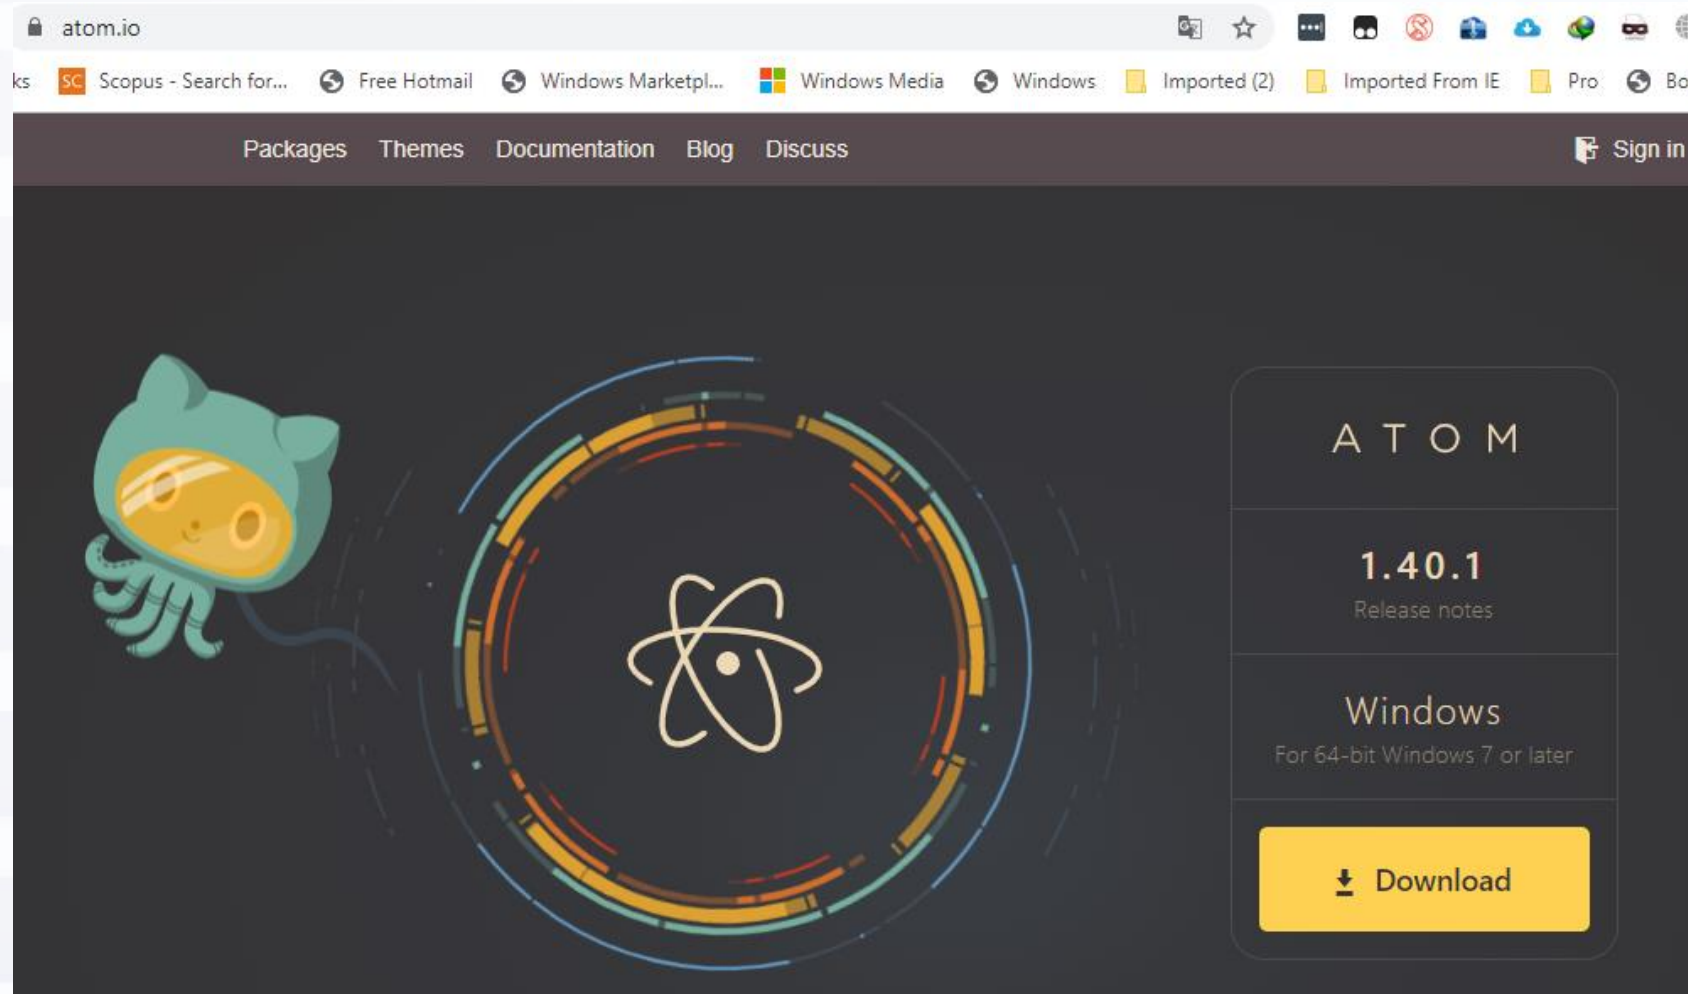 atom.io
ks Scopus - Search for... Free Hotmail Windows Marketpl... Windows Media Windows Imported (2) Imported From IE Pro Bo
Packages Themes Documentation Blog Discuss Sign in
ATOM
1.40.1
Release notes
Windows
For 64-bit Windows 7 or later
Download